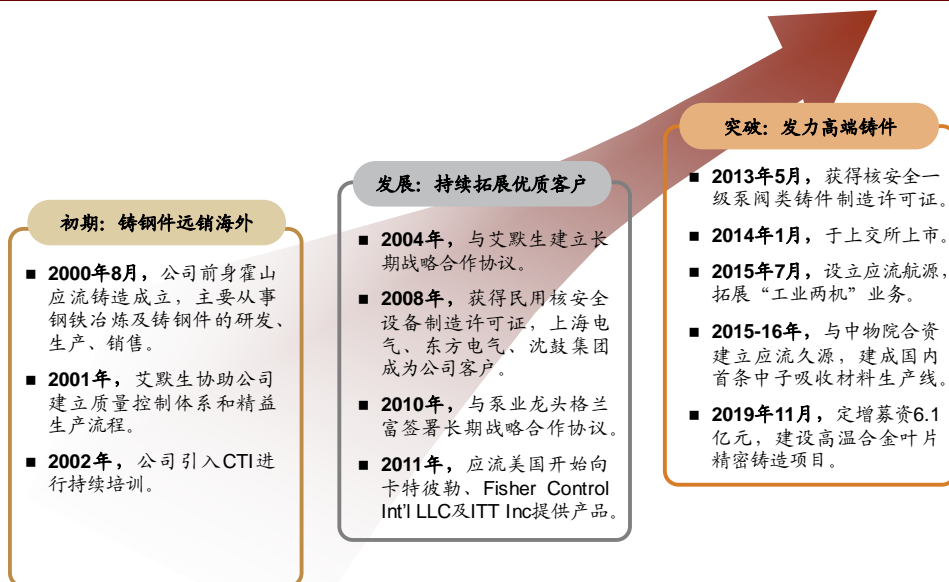 初期：铸钢件远销海外
■ 2000年8月，公司前身霍山
应流铸造成立，主要从事
钢铁冶炼及铸钢件的研发、
生产、销售。
■ 2001年，艾默生协助公司
建立质量控制体系和精益
生产流程。
■ 2002年，公司引入CTI进
行持续培训。
发展：持续拓展优质客户
■ 2004年，与艾默生建立长
期战略合作协议。
■ 2008年，获得民用核安全
设备制造许可证，上海电
气、东方电气、沈鼓集团
成为公司客户。
■ 2010年，与泵业龙头格兰
富签署长期战略合作协议。
■ 2011年，应流美国开始向
卡特彼勒、Fisher Control
Int'l LLC及ITT Inc提供产品。
突破：发力高端铸件
■ 2013年5月，获得核安全一
级泵阀类铸件制造许可证。
■ 2014年1月，于上交所上市。
■ 2015年7月，设立应流航源，
拓展“工业两机”业务。
■ 2015-16年，与中物院合资
建立应流久源，建成国内
首条中子吸收材料生产线。
■ 2019年11月，定增募资6.1
亿元，建设高温合金叶片
精密铸造项目。